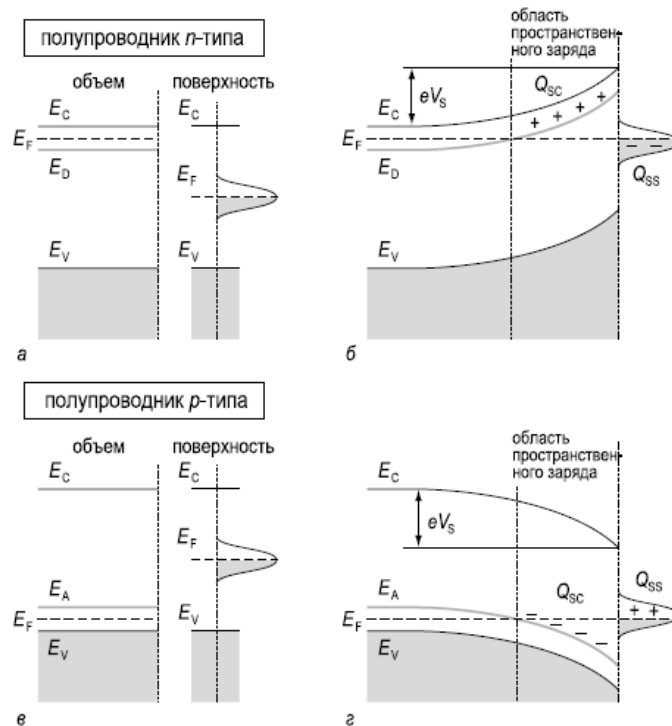 полупроводник n-типа
объем
поверхность
E_C
E_F
E_D
E_V
E_C
E_F
E_V
а
область
пространствен-
ного заряда
eV_S
Q_SC
+ + + +
E_C
E_F
E_D
– –
Q_SS
E_V
б
полупроводник p-типа
объем
поверхность
E_C
E_F
E_A
E_F
E_V
E_C
E_V
в
область
пространствен-
ного заряда
E_C
eV_S
E_A
Q_SC
Q_SS
+ +
E_F
– – – –
E_V
г